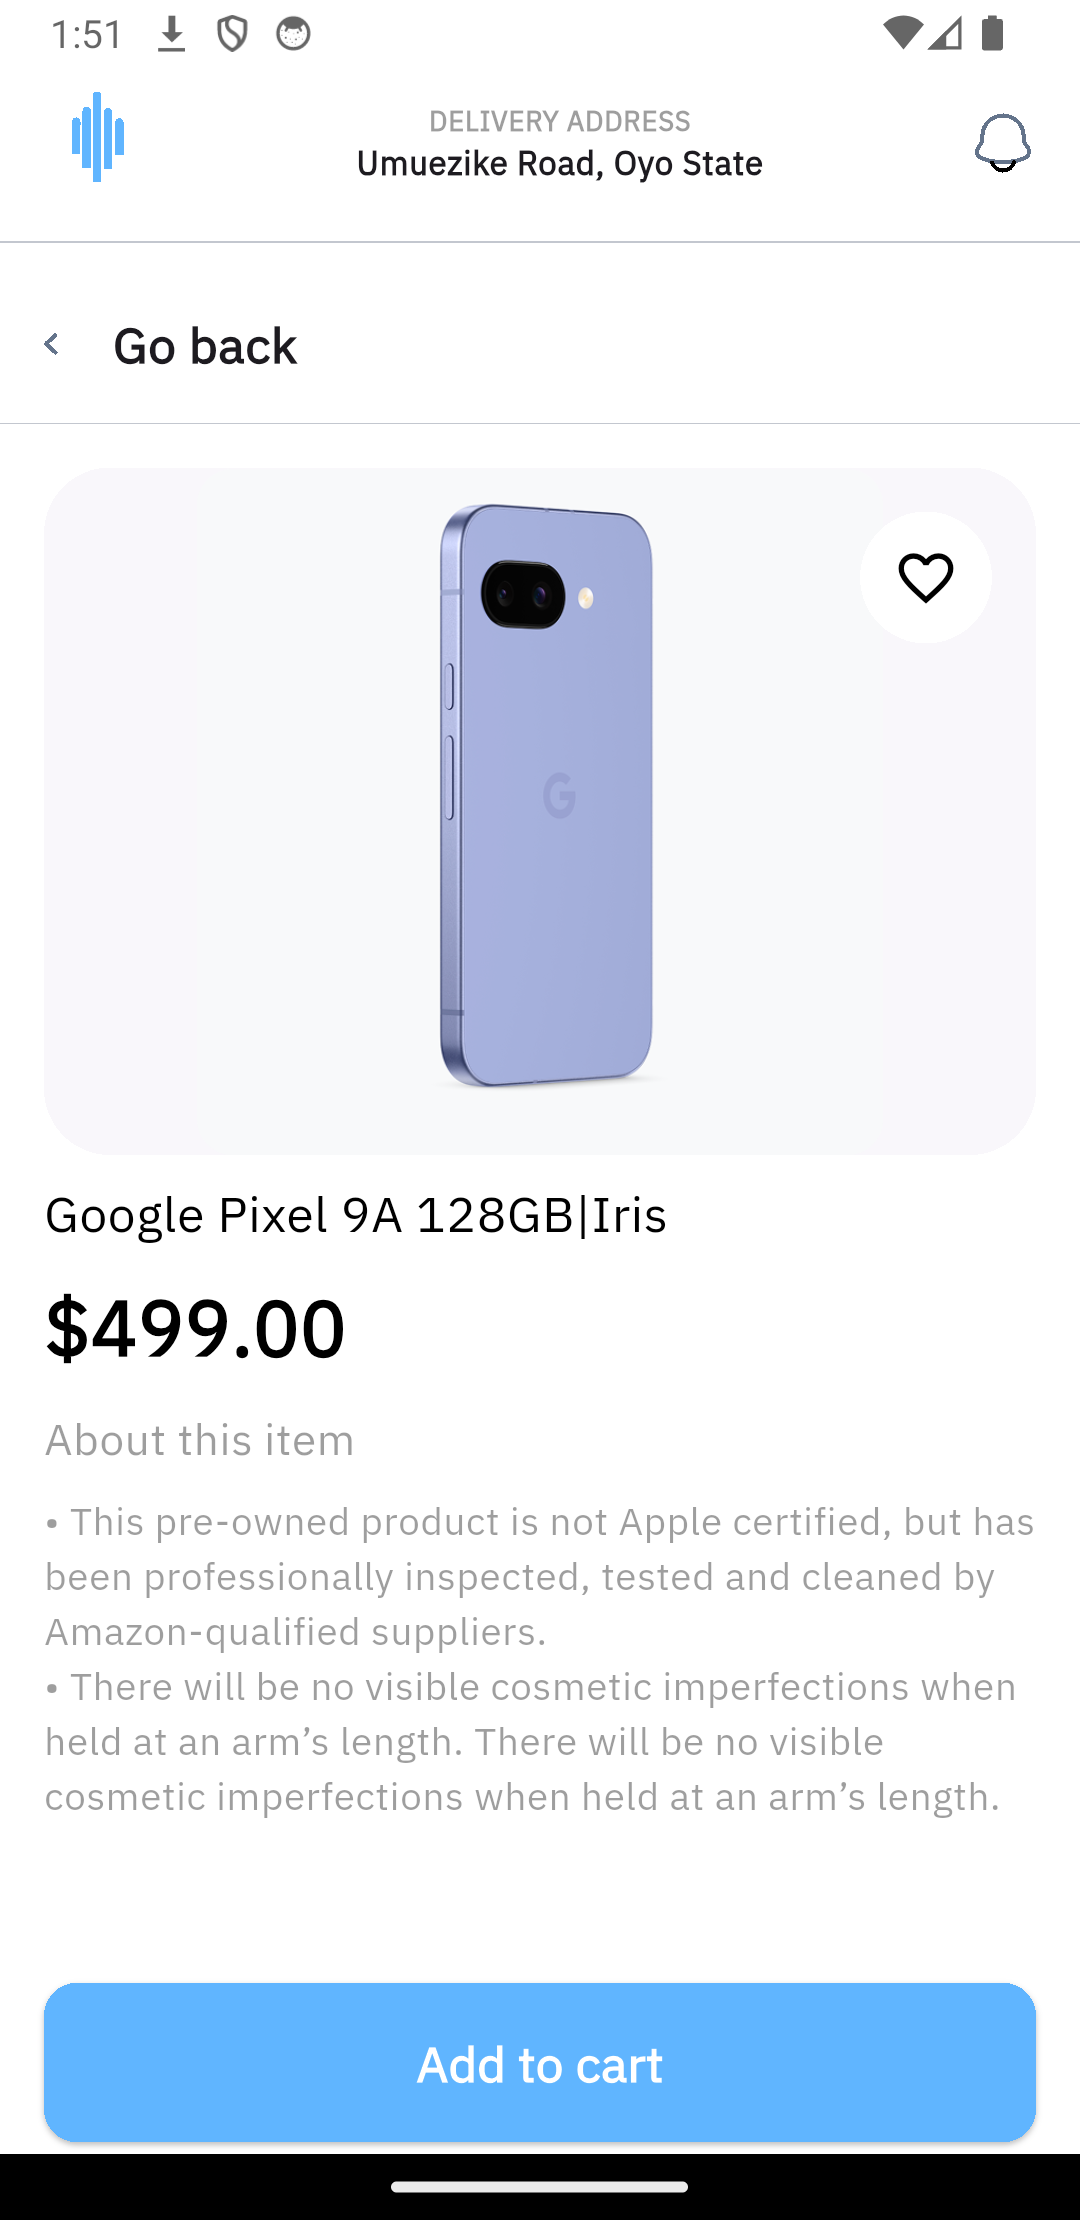 1:51
DELIVERY ADDRESS
Umuezike Road, Oyo State
Go back
G
Google Pixel 9A 128GB|Iris
$499.00
About this item
• This pre-owned product is not Apple certified, but has
been professionally inspected, tested and cleaned by
Amazon-qualified suppliers.
• There will be no visible cosmetic imperfections when
held at an arm’s length. There will be no visible
cosmetic imperfections when held at an arm’s length.
Add to cart